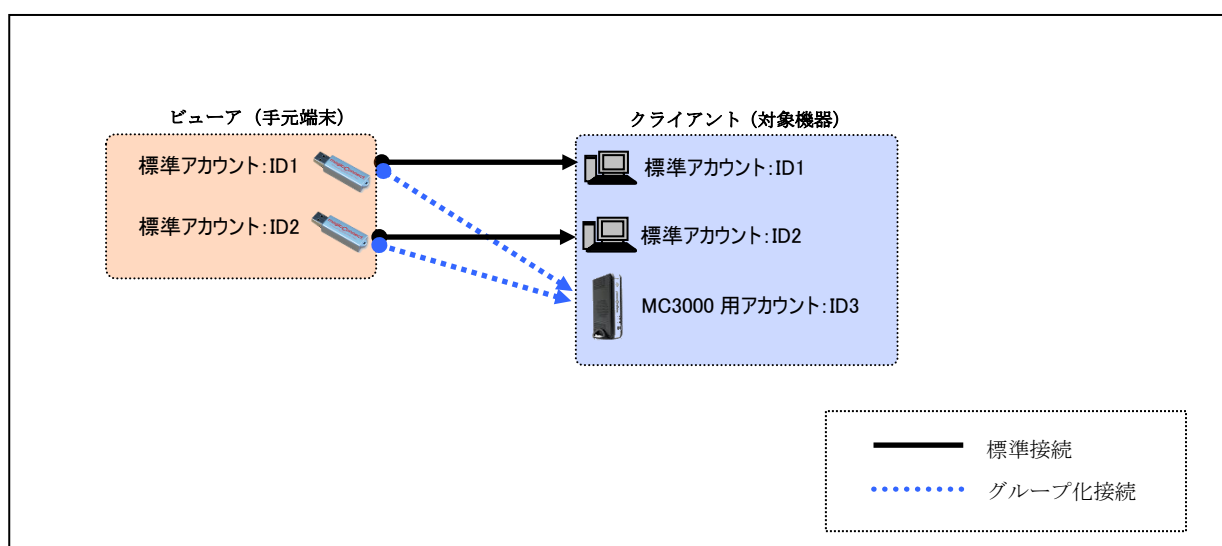 ビューア（手元端末）
標準アカウント：ID1
標準アカウント：ID2
クライアント（対象機器）
標準アカウント：ID1
標準アカウント：ID2
MC3000 用アカウント：ID3
標準接続
グループ化接続